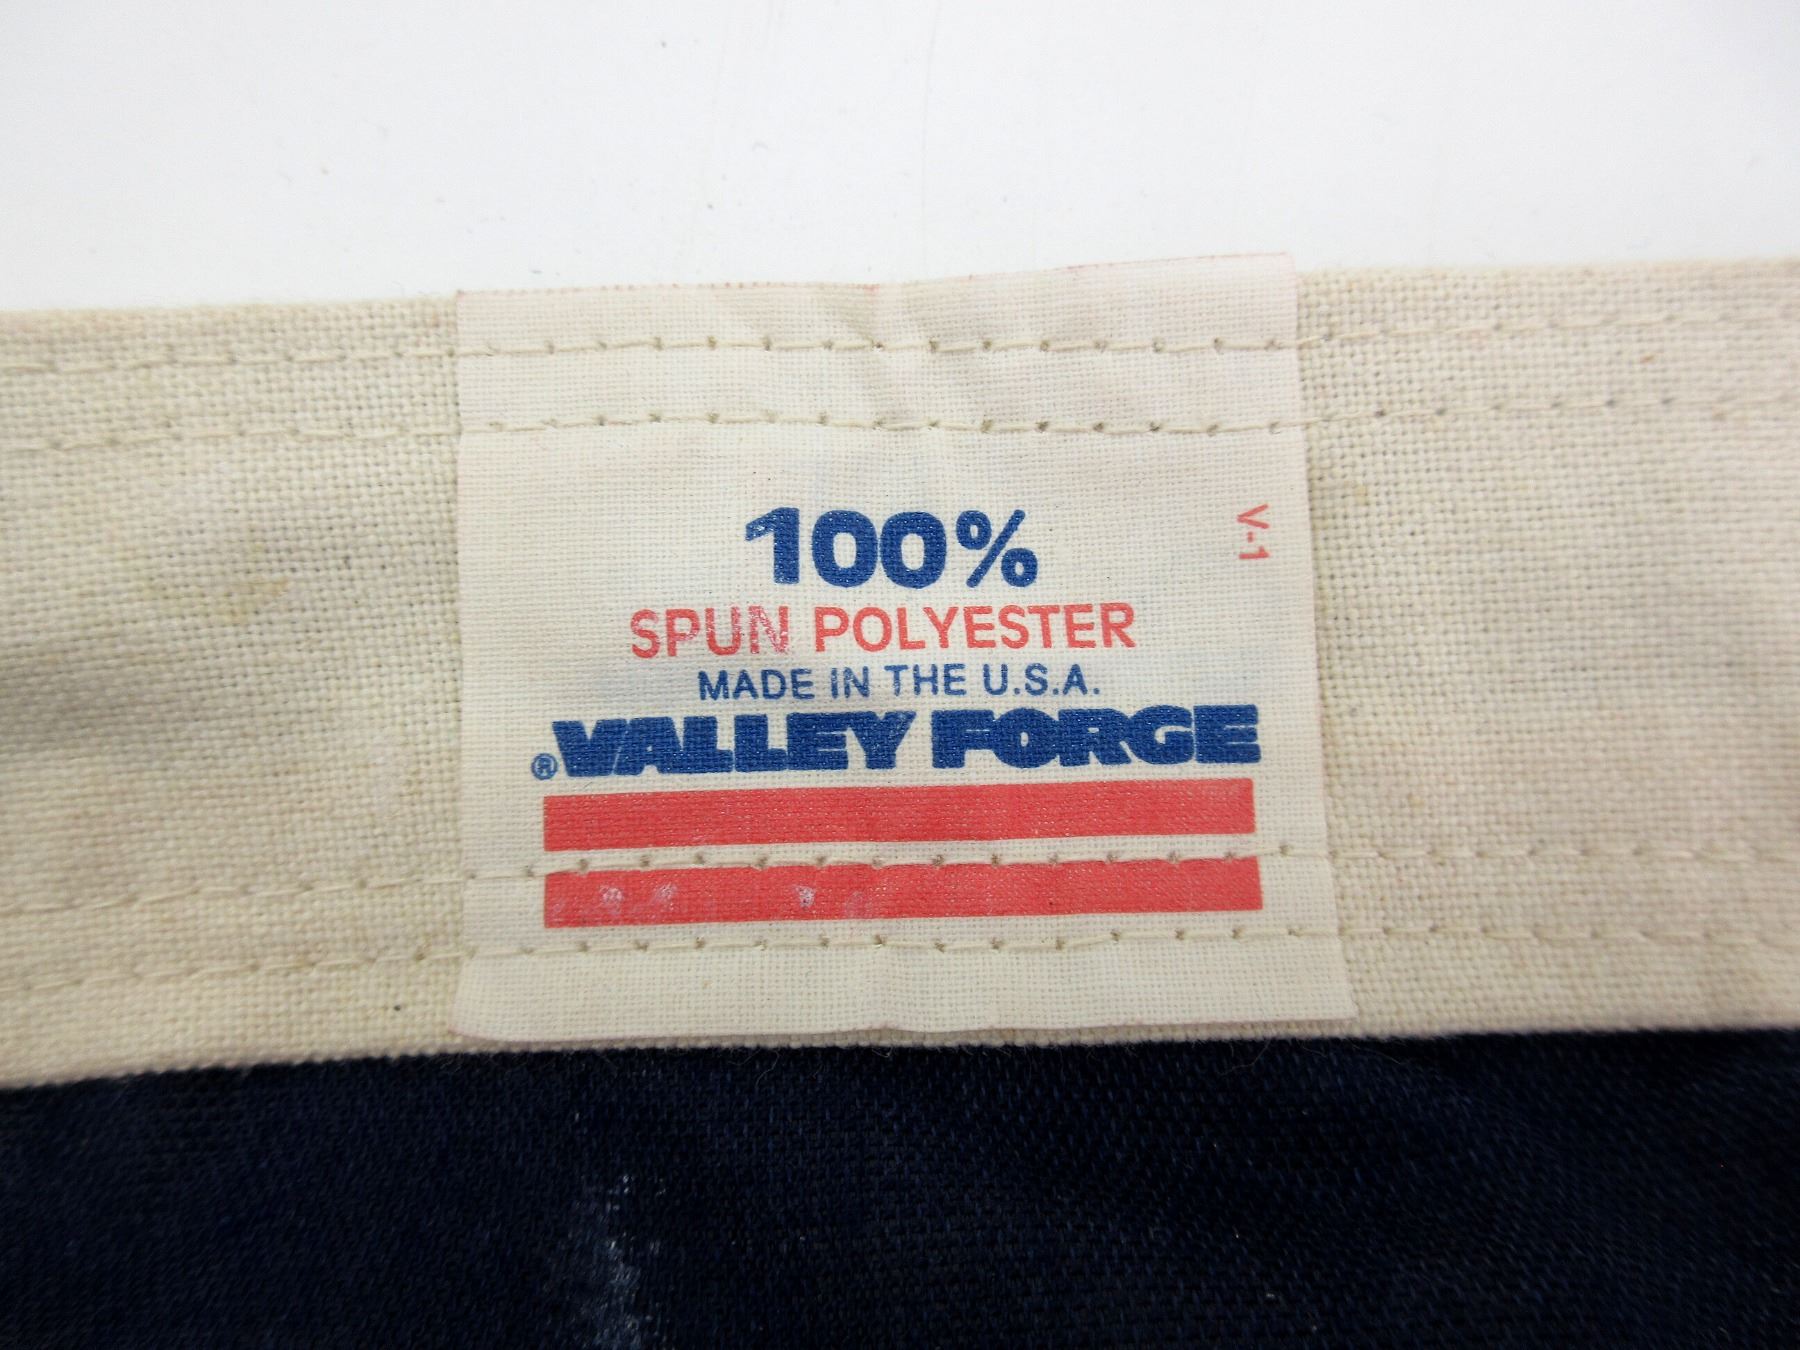 100%
SPUN POLYESTER
MADE IN THE U.S.A.
®VALLEY FORGE
V-1